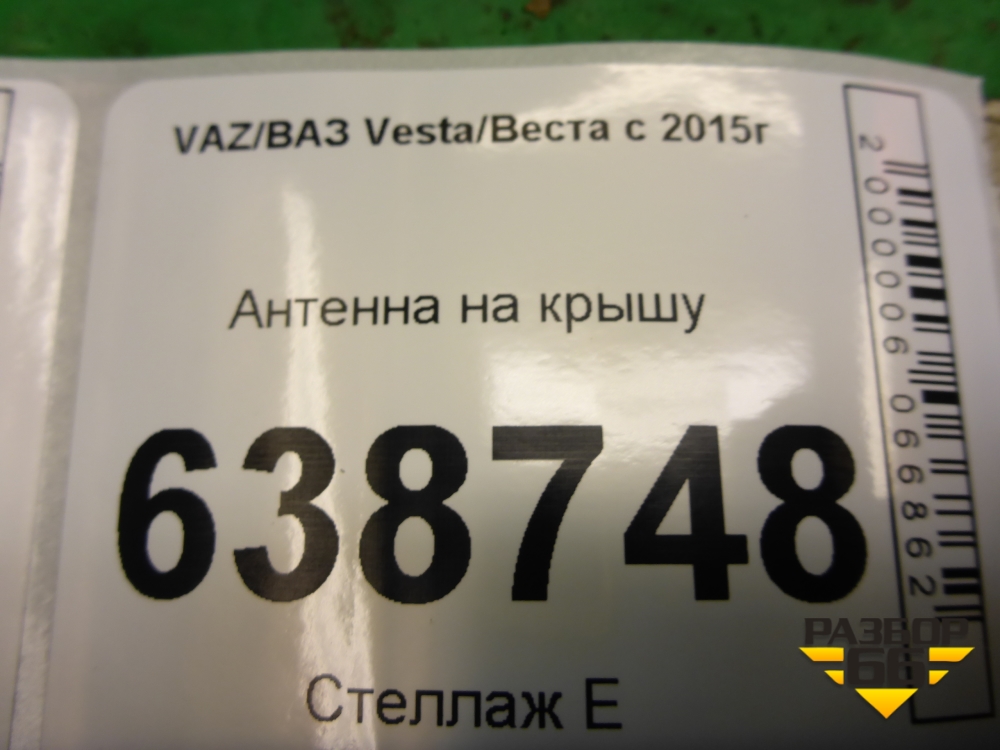 VAZ/ВАЗ Vesta/Веста с 2015г
Антенна на крышу
638748
Стеллаж Е
2000006066862
РАЗБОР
66